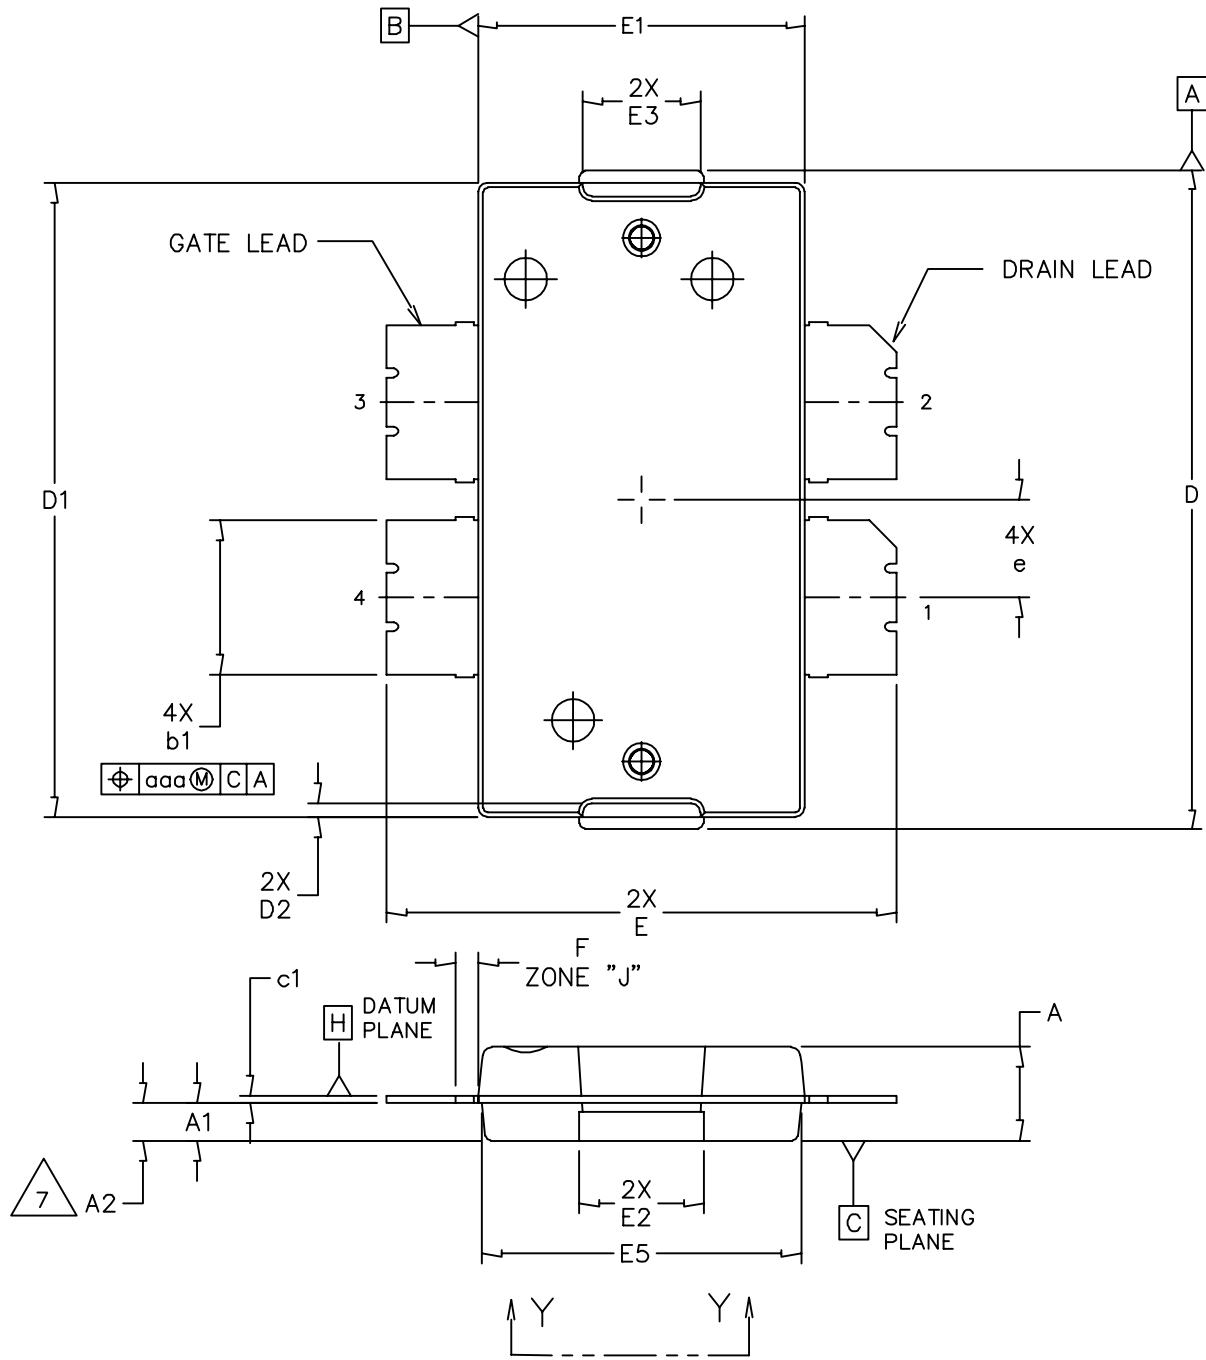 B
E1
2X
E3
A
GATE LEAD
DRAIN LEAD
3
2
D1
D
4X
e
4
1
4X
b1
⌖ aaa Ⓜ C A
2X
D2
2X
E
F
ZONE "J"
c1
H
DATUM
PLANE
A
A1
7
A2
2X
E2
C
SEATING
PLANE
E5
Y
Y